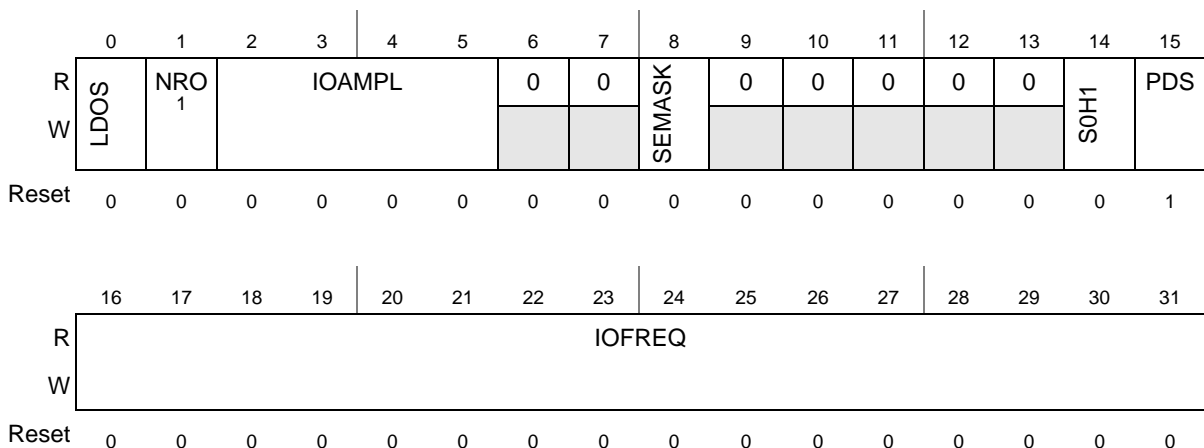 0 1 2 3 4 5 6 7 8 9 10 11 12 13 14 15
R LDOS NRO IOAMPL 0 0 SEMASK 0 0 0 0 0 S0H1 PDS
1
W
Reset 0 0 0 0 0 0 0 0 0 0 0 0 0 0 0 1
16 17 18 19 20 21 22 23 24 25 26 27 28 29 30 31
R IOFREQ
W
Reset 0 0 0 0 0 0 0 0 0 0 0 0 0 0 0 0